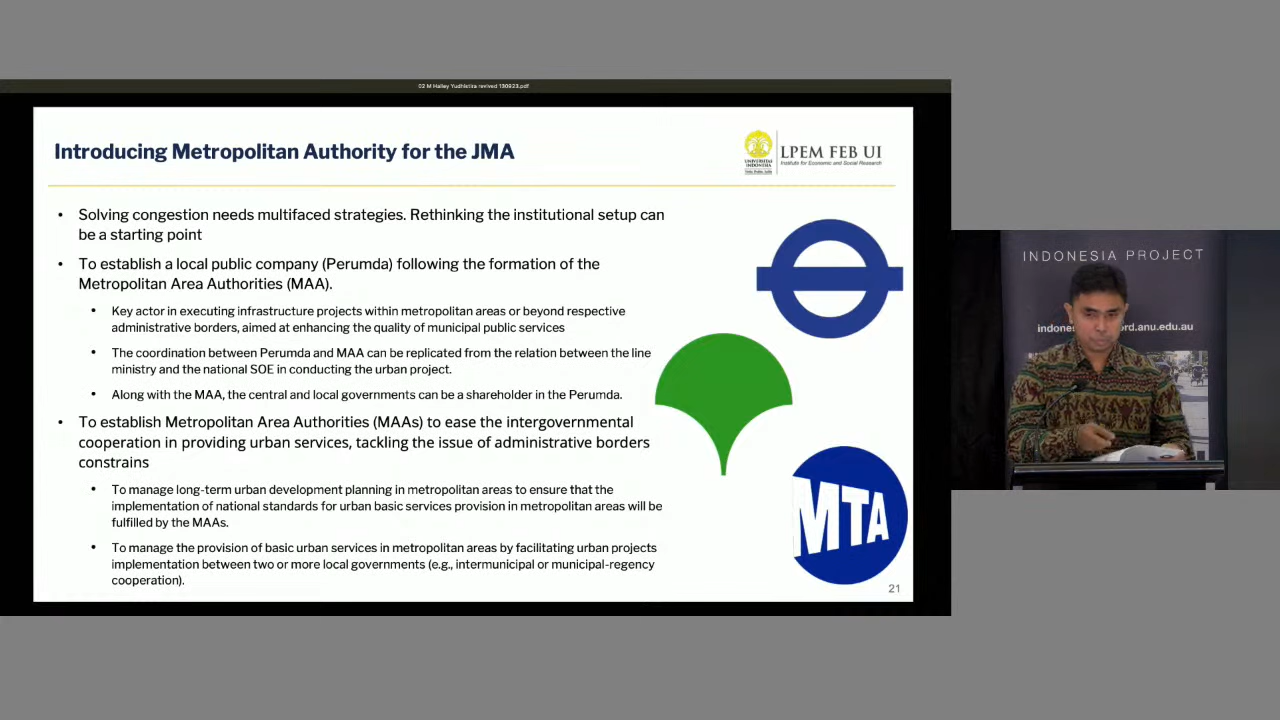 02 M Halley Yudhistira revived 130923.pdf
Introducing Metropolitan Authority for the JMA
UNIVERSITAS
INDONESIA
LPEM FEB UI
Institute for Economic and Social Research
• Solving congestion needs multifaced strategies. Rethinking the institutional setup can
be a starting point
• To establish a local public company (Perumda) following the formation of the
Metropolitan Area Authorities (MAA).
• Key actor in executing infrastructure projects within metropolitan areas or beyond respective
administrative borders, aimed at enhancing the quality of municipal public services
• The coordination between Perumda and MAA can be replicated from the relation between the line
ministry and the national SOE in conducting the urban project.
• Along with the MAA, the central and local governments can be a shareholder in the Perumda.
• To establish Metropolitan Area Authorities (MAAs) to ease the intergovernmental
cooperation in providing urban services, tackling the issue of administrative borders
constrains
• To manage long-term urban development planning in metropolitan areas to ensure that the
implementation of national standards for urban basic services provision in metropolitan areas will be
fulfilled by the MAAs.
• To manage the provision of basic urban services in metropolitan areas by facilitating urban projects
implementation between two or more local governments (e.g., intermunicipal or municipal-regency
cooperation).
MTA
21
INDONESIA PROJECT
indones rd.anu.edu.au